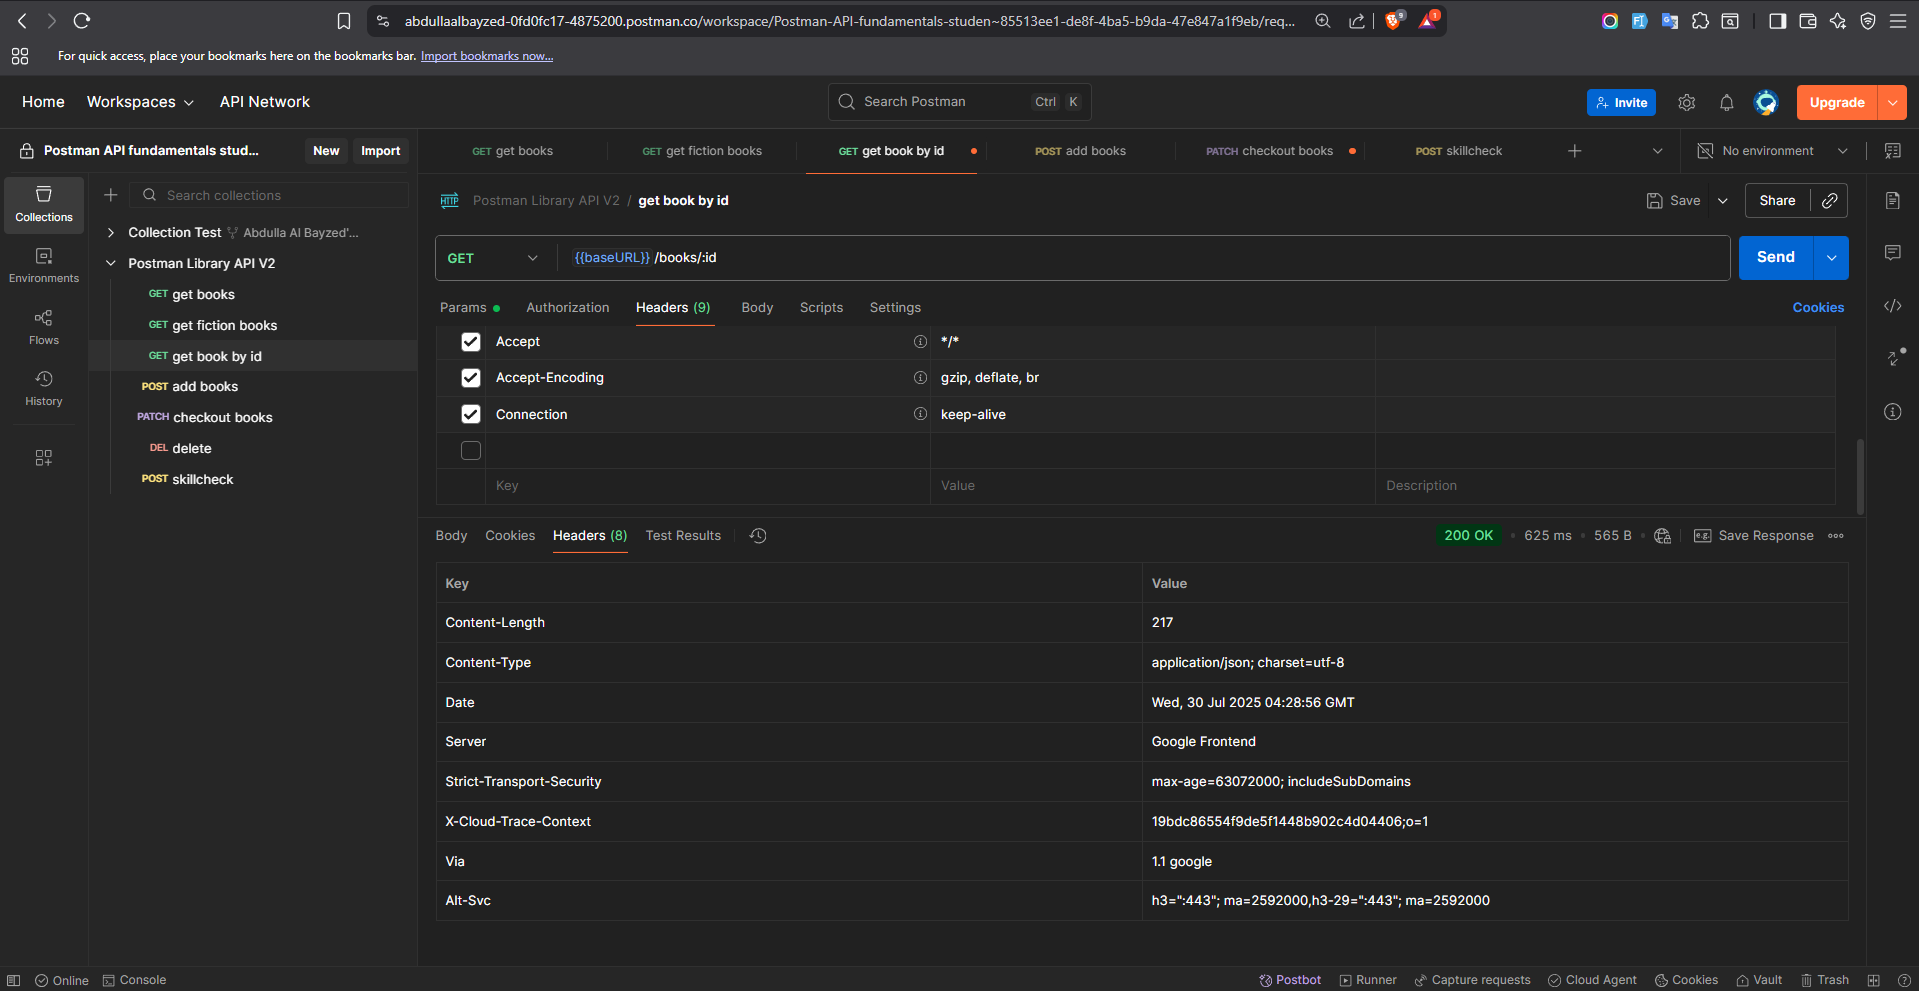 abdullaalbayzed-0fd0fc17-4875200.postman.co/workspace/Postman-API-fundamentals-studen~85513ee1-de8f-4ba5-b9da-47e847a1f9eb/req...
9
1
For quick access, place your bookmarks here on the bookmarks bar. Import bookmarks now...
Home Workspaces API Network
Search Postman Ctrl K
Invite Upgrade
Postman API fundamentals stud... New Import
GET get books GET get fiction books GET get book by id POST add books PATCH checkout books POST skillcheck No environment
Collections
Environments
Flows
History
Search collections
Collection Test Abdulla Al Bayzed'...
Postman Library API V2
GET get books
GET get fiction books
GET get book by id
POST add books
PATCH checkout books
DEL delete
POST skillcheck
HTTP Postman Library API V2 / get book by id Save Share
GET {{baseURL}} /books/:id Send
Params Authorization Headers (9) Body Scripts Settings Cookies
Accept */*
Accept-Encoding gzip, deflate, br
Connection keep-alive
Key Value Description
Body Cookies Headers (8) Test Results 200 OK 625 ms 565 B e.g. Save Response
Key Value
Content-Length 217
Content-Type application/json; charset=utf-8
Date Wed, 30 Jul 2025 04:28:56 GMT
Server Google Frontend
Strict-Transport-Security max-age=63072000; includeSubDomains
X-Cloud-Trace-Context 19bdc86554f9de5f1448b902c4d04406;o=1
Via 1.1 google
Alt-Svc h3=":443"; ma=2592000,h3-29=":443"; ma=2592000
Online Console Postbot Runner Capture requests Cloud Agent Cookies Vault Trash